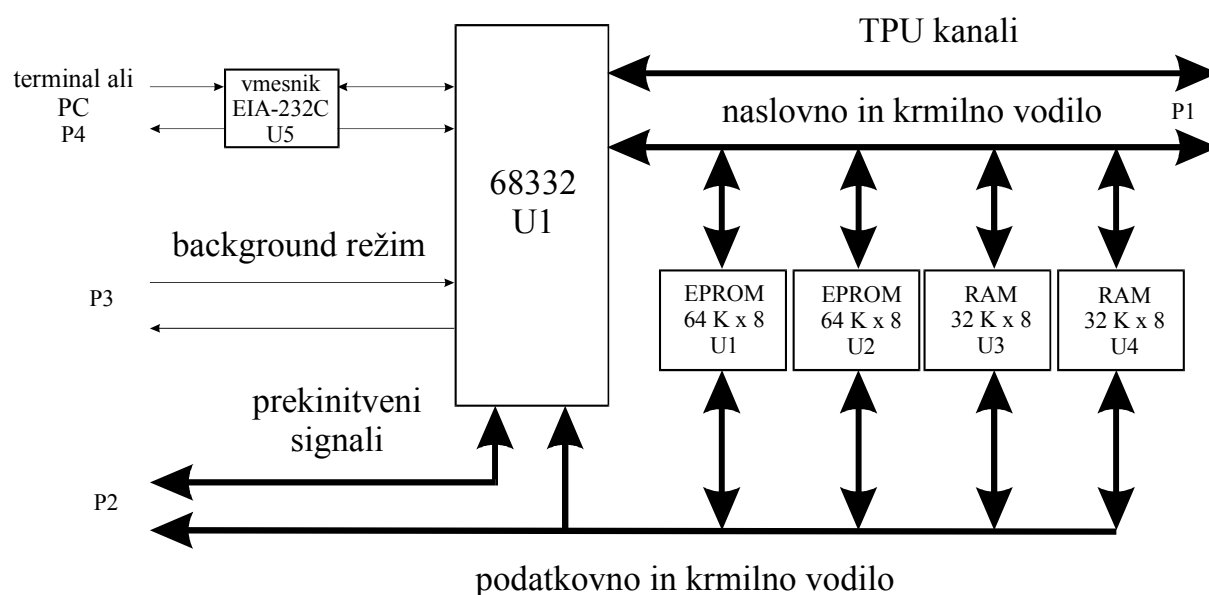 TPU kanali
terminal ali
PC
P4
vmesnik
EIA-232C
U5
naslovno in krmilno vodilo
P1
68332
U1
background režim
P3
EPROM
64 K x 8
U1
EPROM
64 K x 8
U2
RAM
32 K x 8
U3
RAM
32 K x 8
U4
prekinitveni
signali
P2
podatkovno in krmilno vodilo